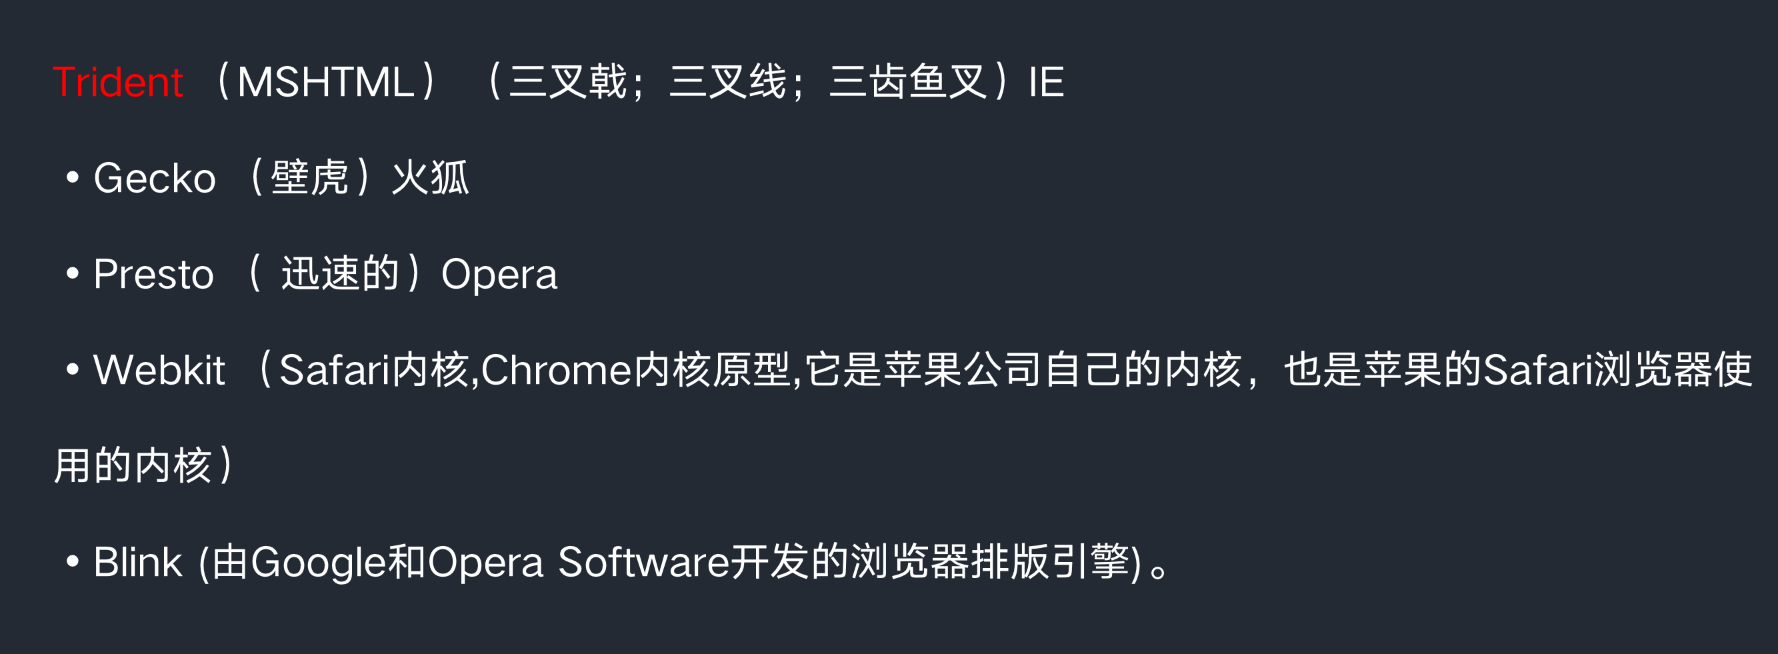 Trident （MSHTML） （三叉戟；三叉线；三齿鱼叉）IE
• Gecko （壁虎）火狐
• Presto （ 迅速的）Opera
• Webkit （Safari内核,Chrome内核原型,它是苹果公司自己的内核，也是苹果的Safari浏览器使
用的内核）
• Blink (由Google和Opera Software开发的浏览器排版引擎)。